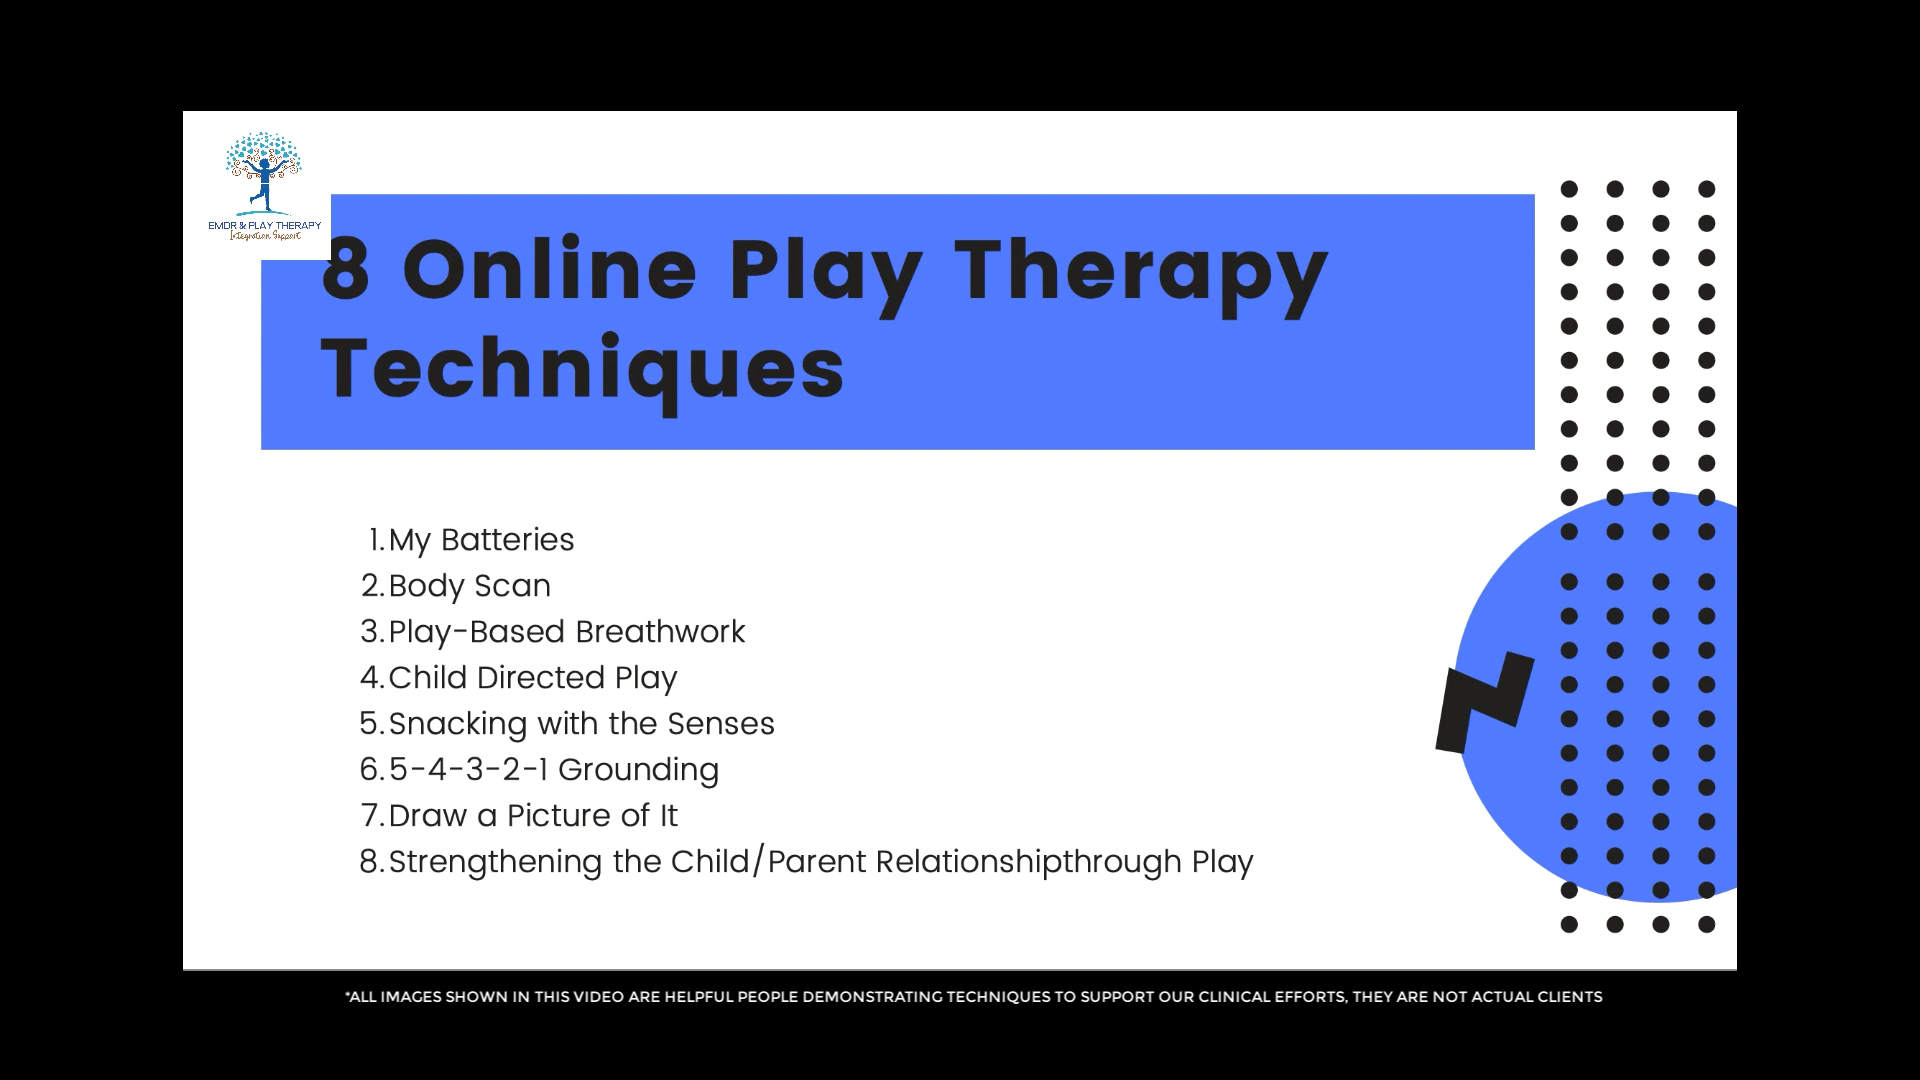 EMDR & PLAY THERAPY
Integration Support
8 Online Play Therapy
Techniques
1. My Batteries
2. Body Scan
3. Play-Based Breathwork
4. Child Directed Play
5. Snacking with the Senses
6. 5-4-3-2-1 Grounding
7. Draw a Picture of It
8. Strengthening the Child/Parent Relationshipthrough Play
*ALL IMAGES SHOWN IN THIS VIDEO ARE HELPFUL PEOPLE DEMONSTRATING TECHNIQUES TO SUPPORT OUR CLINICAL EFFORTS, THEY ARE NOT ACTUAL CLIENTS